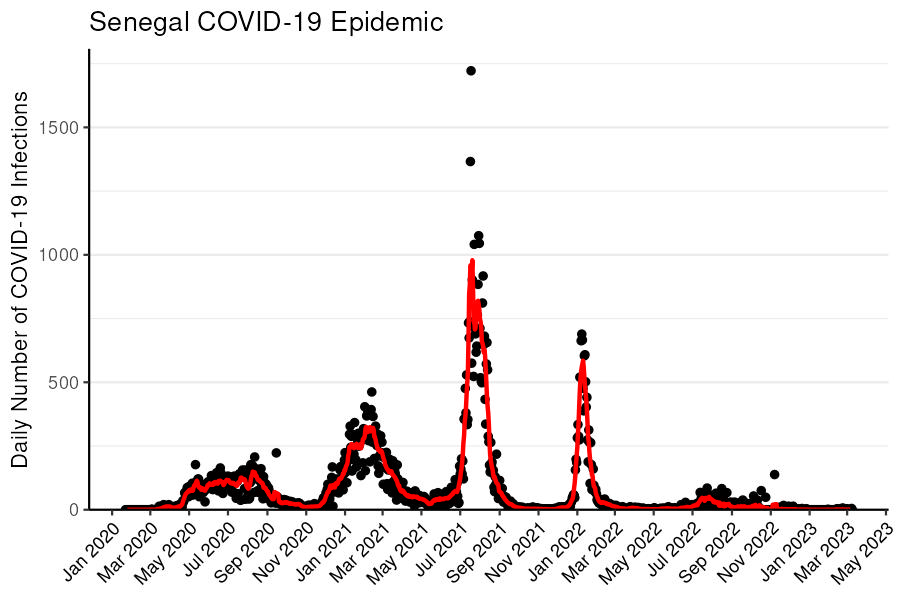 Senegal COVID-19 Epidemic
Daily Number of COVID-19 Infections
1500
1000
500
0
Jan 2020
Mar 2020
May 2020
Jul 2020
Sep 2020
Nov 2020
Jan 2021
Mar 2021
May 2021
Jul 2021
Sep 2021
Nov 2021
Jan 2022
Mar 2022
May 2022
Jul 2022
Sep 2022
Nov 2022
Jan 2023
Mar 2023
May 2023